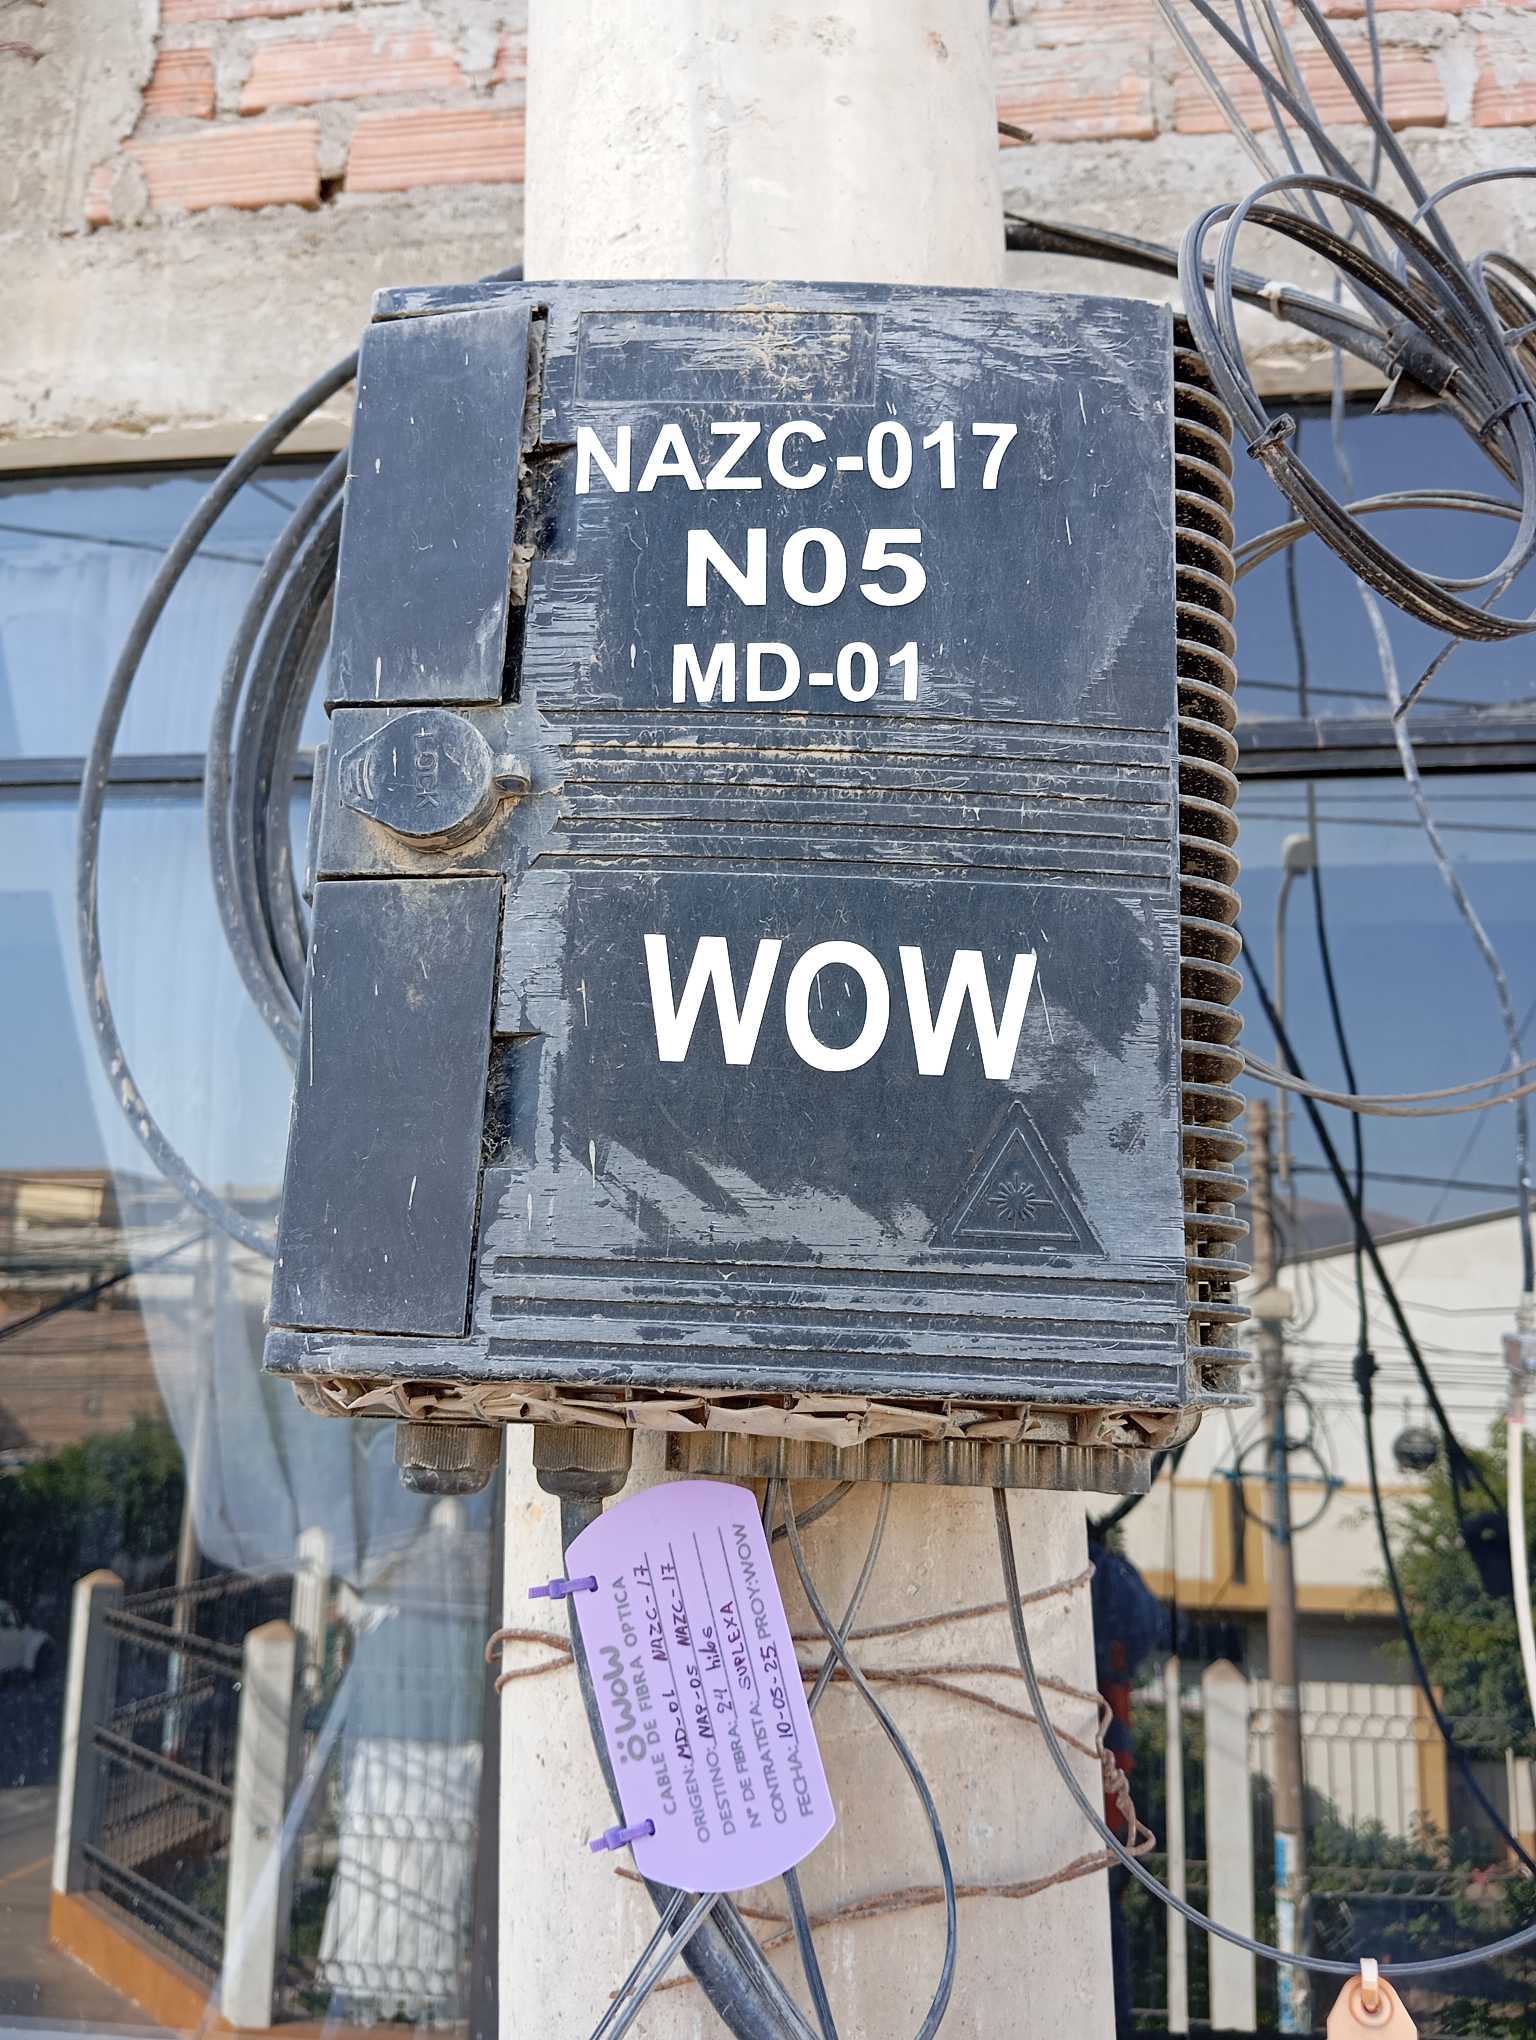 NAZC-017
N05
MD-01
LOCK
WOW
WOW
CABLE DE FIBRA OPTICA
ORIGEN: MD-01 NAZC-17
DESTINO: NAP-05 NAZC-17
N° DE FIBRA: 24 hilos
CONTRATISTA: SUPLEXA
FECHA: 10-05-25 PROY: WOW